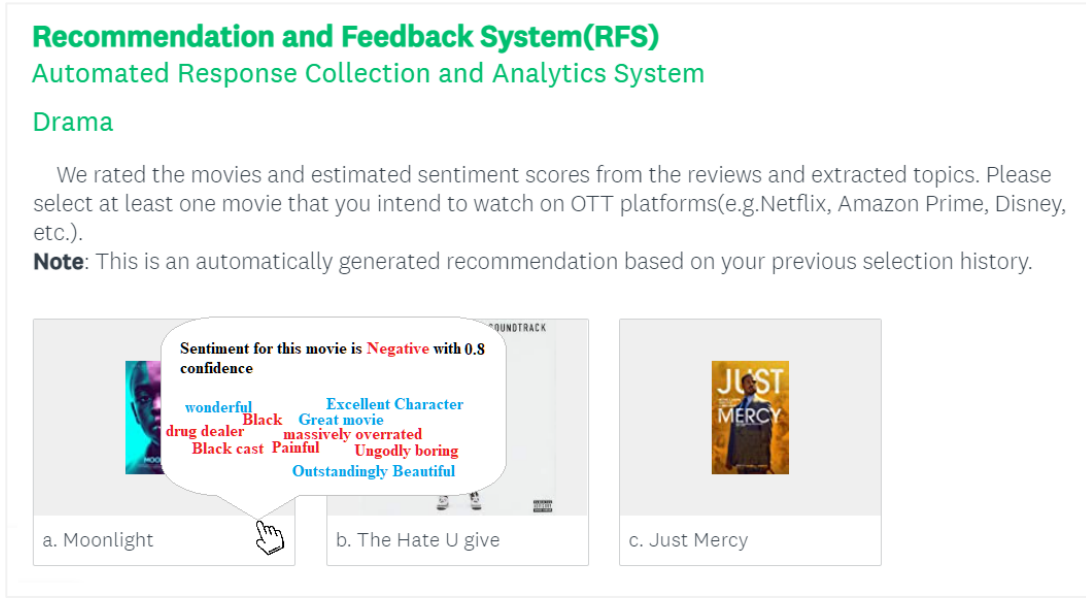 Recommendation and Feedback System(RFS)
Automated Response Collection and Analytics System
Drama
We rated the movies and estimated sentiment scores from the reviews and extracted topics. Please
select at least one movie that you intend to watch on OTT platforms(e.g.Netflix, Amazon Prime, Disney,
etc.).
Note: This is an automatically generated recommendation based on your previous selection history.
Sentiment for this movie is Negative with 0.8
confidence
wonderful
Excellent Character
Black
Great movie
drug dealer
massively overrated
Black cast
Painful
Ungodly boring
Outstandingly Beautiful
JUST
MERCY
a. Moonlight
b. The Hate U give
c. Just Mercy